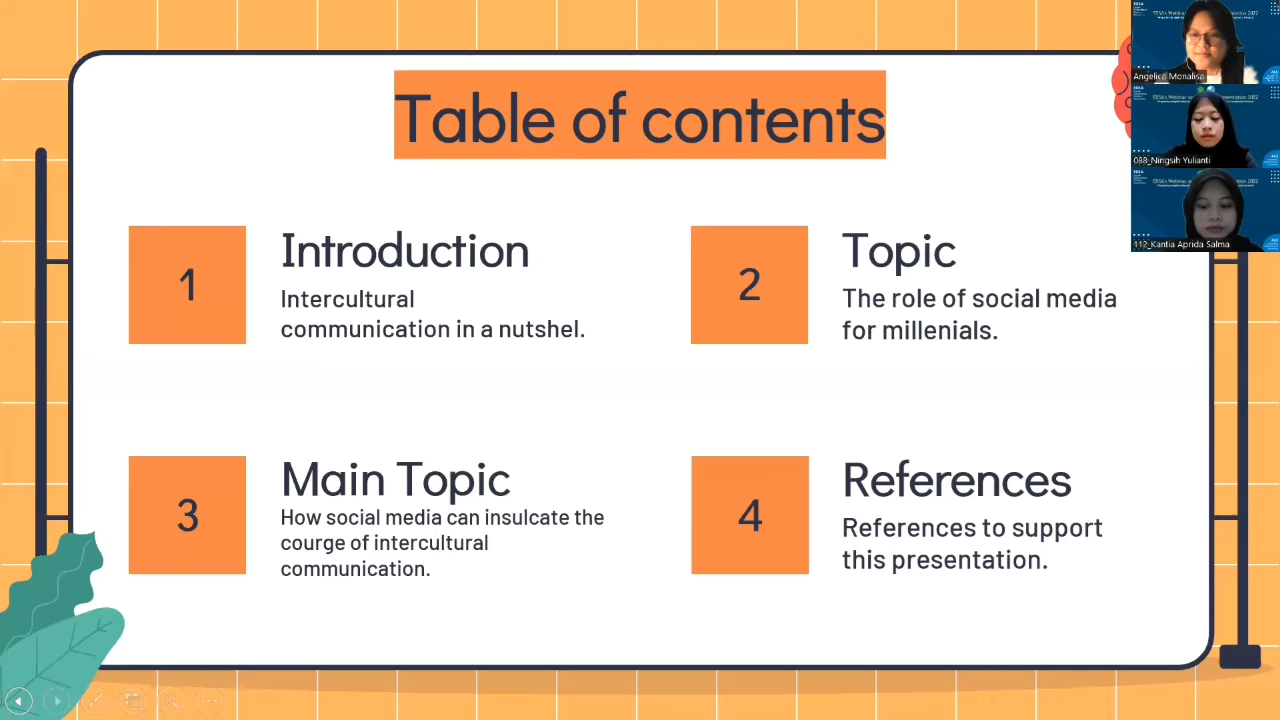 Table of contents
1
Introduction
Intercultural
communication in a nutshel.
2
Topic
The role of social media
for millenials.
3
Main Topic
How social media can insulcate the
courge of intercultural
communication.
4
References
References to support
this presentation.
Angelica Monalisa
088_Ningsih Yulianti
112_Kantia Aprida Salma